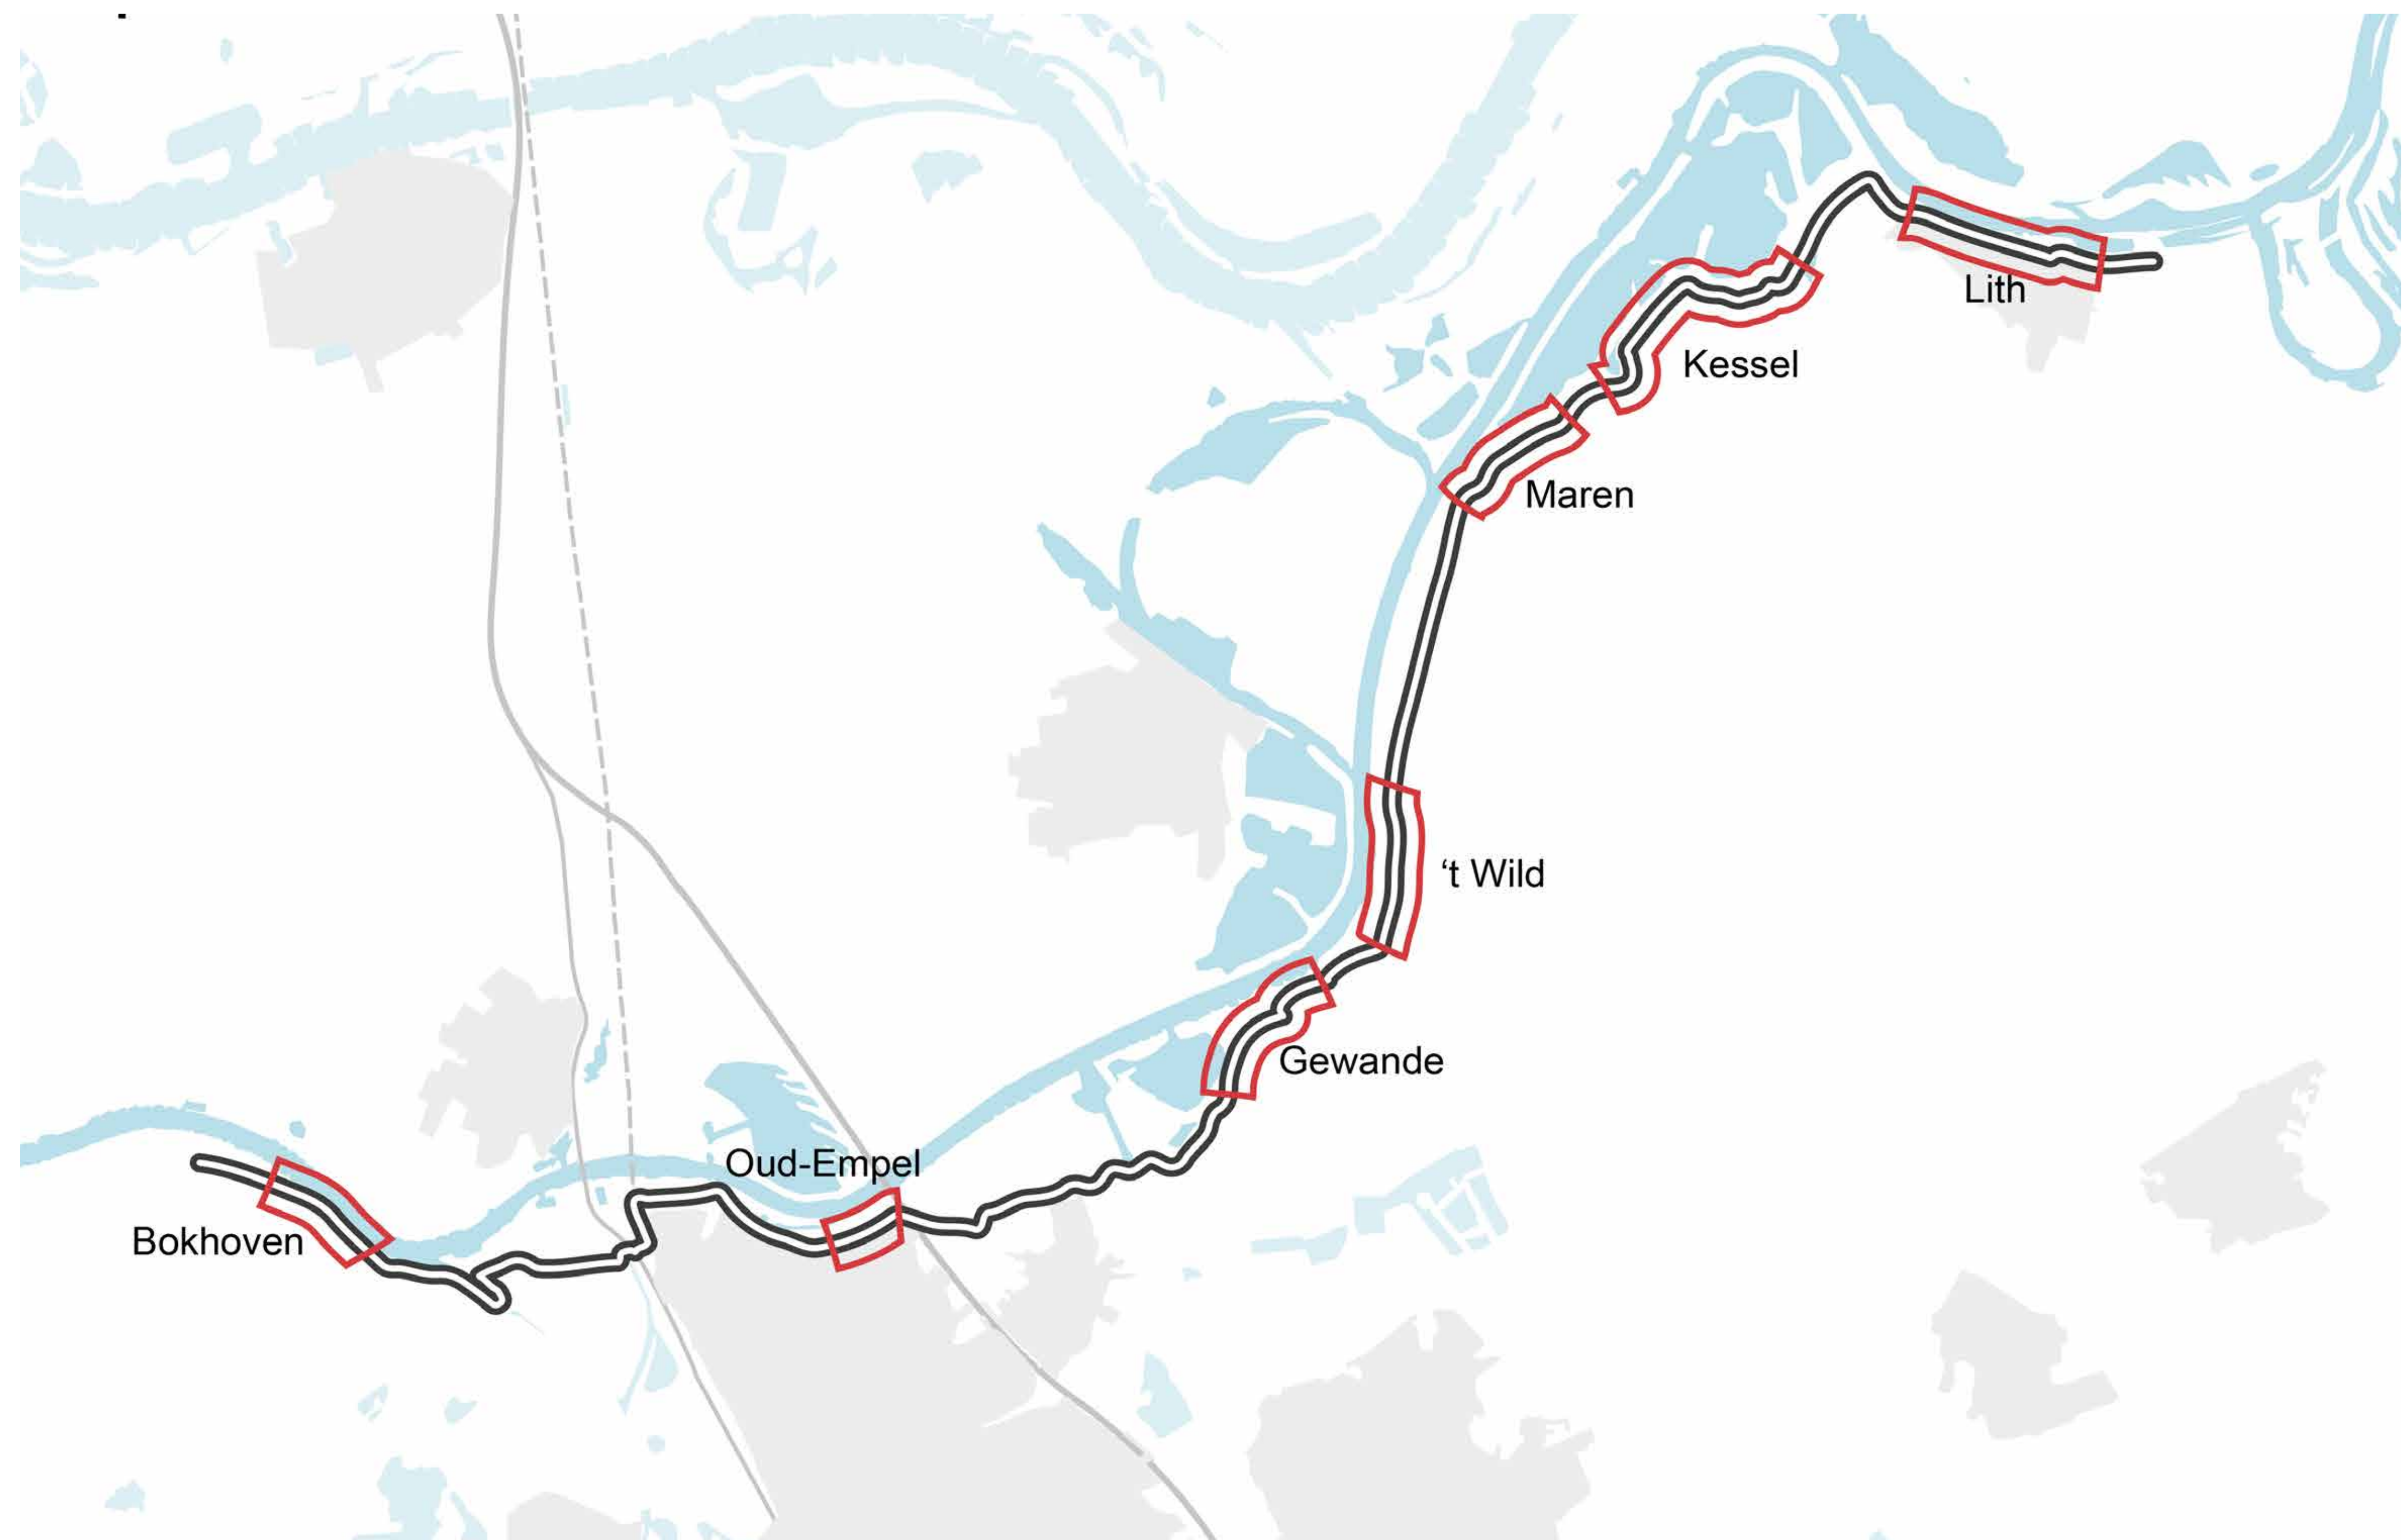 Lith
Kessel
Maren
‘t Wild
Gewande
Oud-Empel
Bokhoven